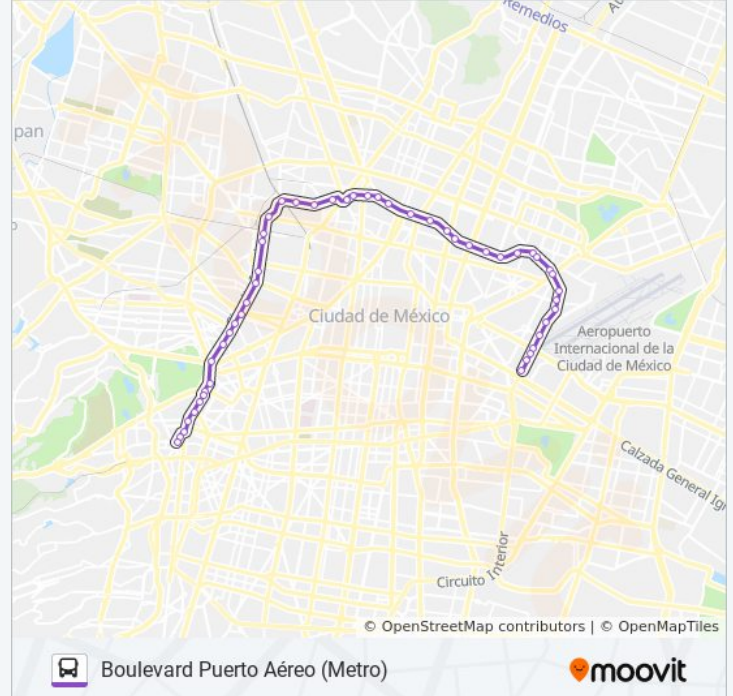 Remedios
Au
pan
Ciudad de México
Aeropuerto
Internacional de la
Ciudad de México
Calzada General Ig
Circuito Interior
© OpenStreetMap contributors | © OpenMapTiles
Boulevard Puerto Aéreo (Metro)
moovit